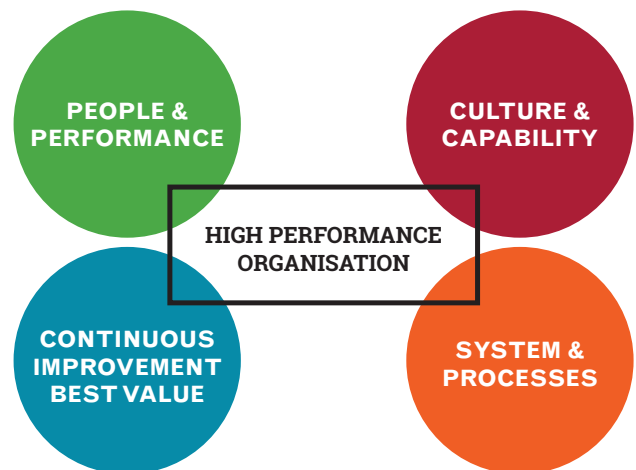 PEOPLE &
PERFORMANCE
CULTURE &
CAPABILITY
HIGH PERFORMANCE
ORGANISATION
CONTINUOUS
IMPROVEMENT
BEST VALUE
SYSTEM &
PROCESSES